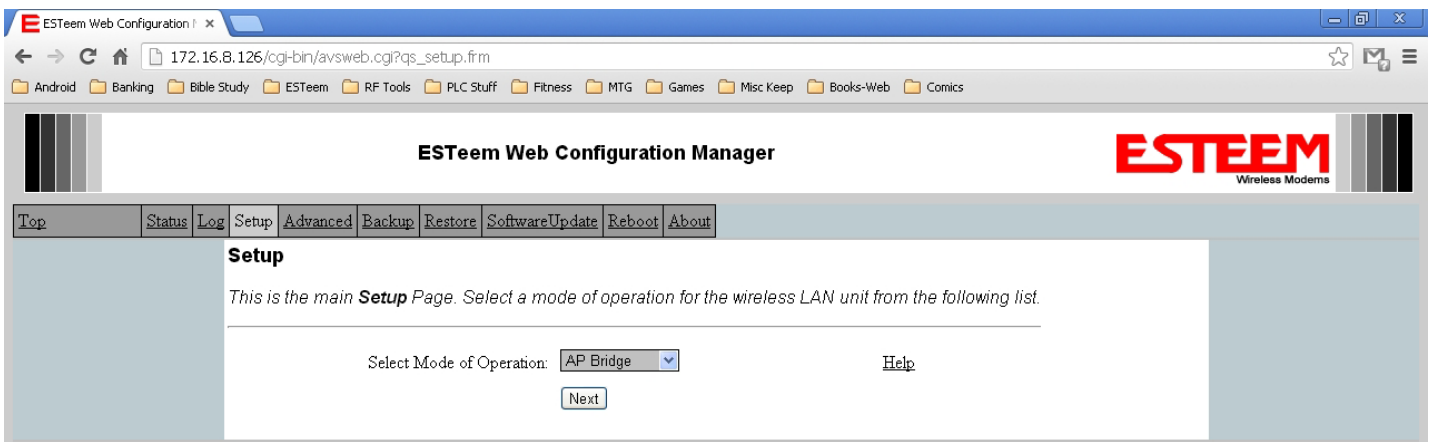 ESTeem Web Configuration M
172.16.8.126/cgi-bin/avsweb.cgi?qs_setup.frm
Android Banking Bible Study ESTeem RF Tools PLC Stuff Fitness MTG Games Misc Keep Books-Web Comics
ESTeem Web Configuration Manager
ESTEEM
Wireless Modems
Top Status Log Setup Advanced Backup Restore SoftwareUpdate Reboot About
Setup
This is the main Setup Page. Select a mode of operation for the wireless LAN unit from the following list.
Select Mode of Operation: AP Bridge Help
Next